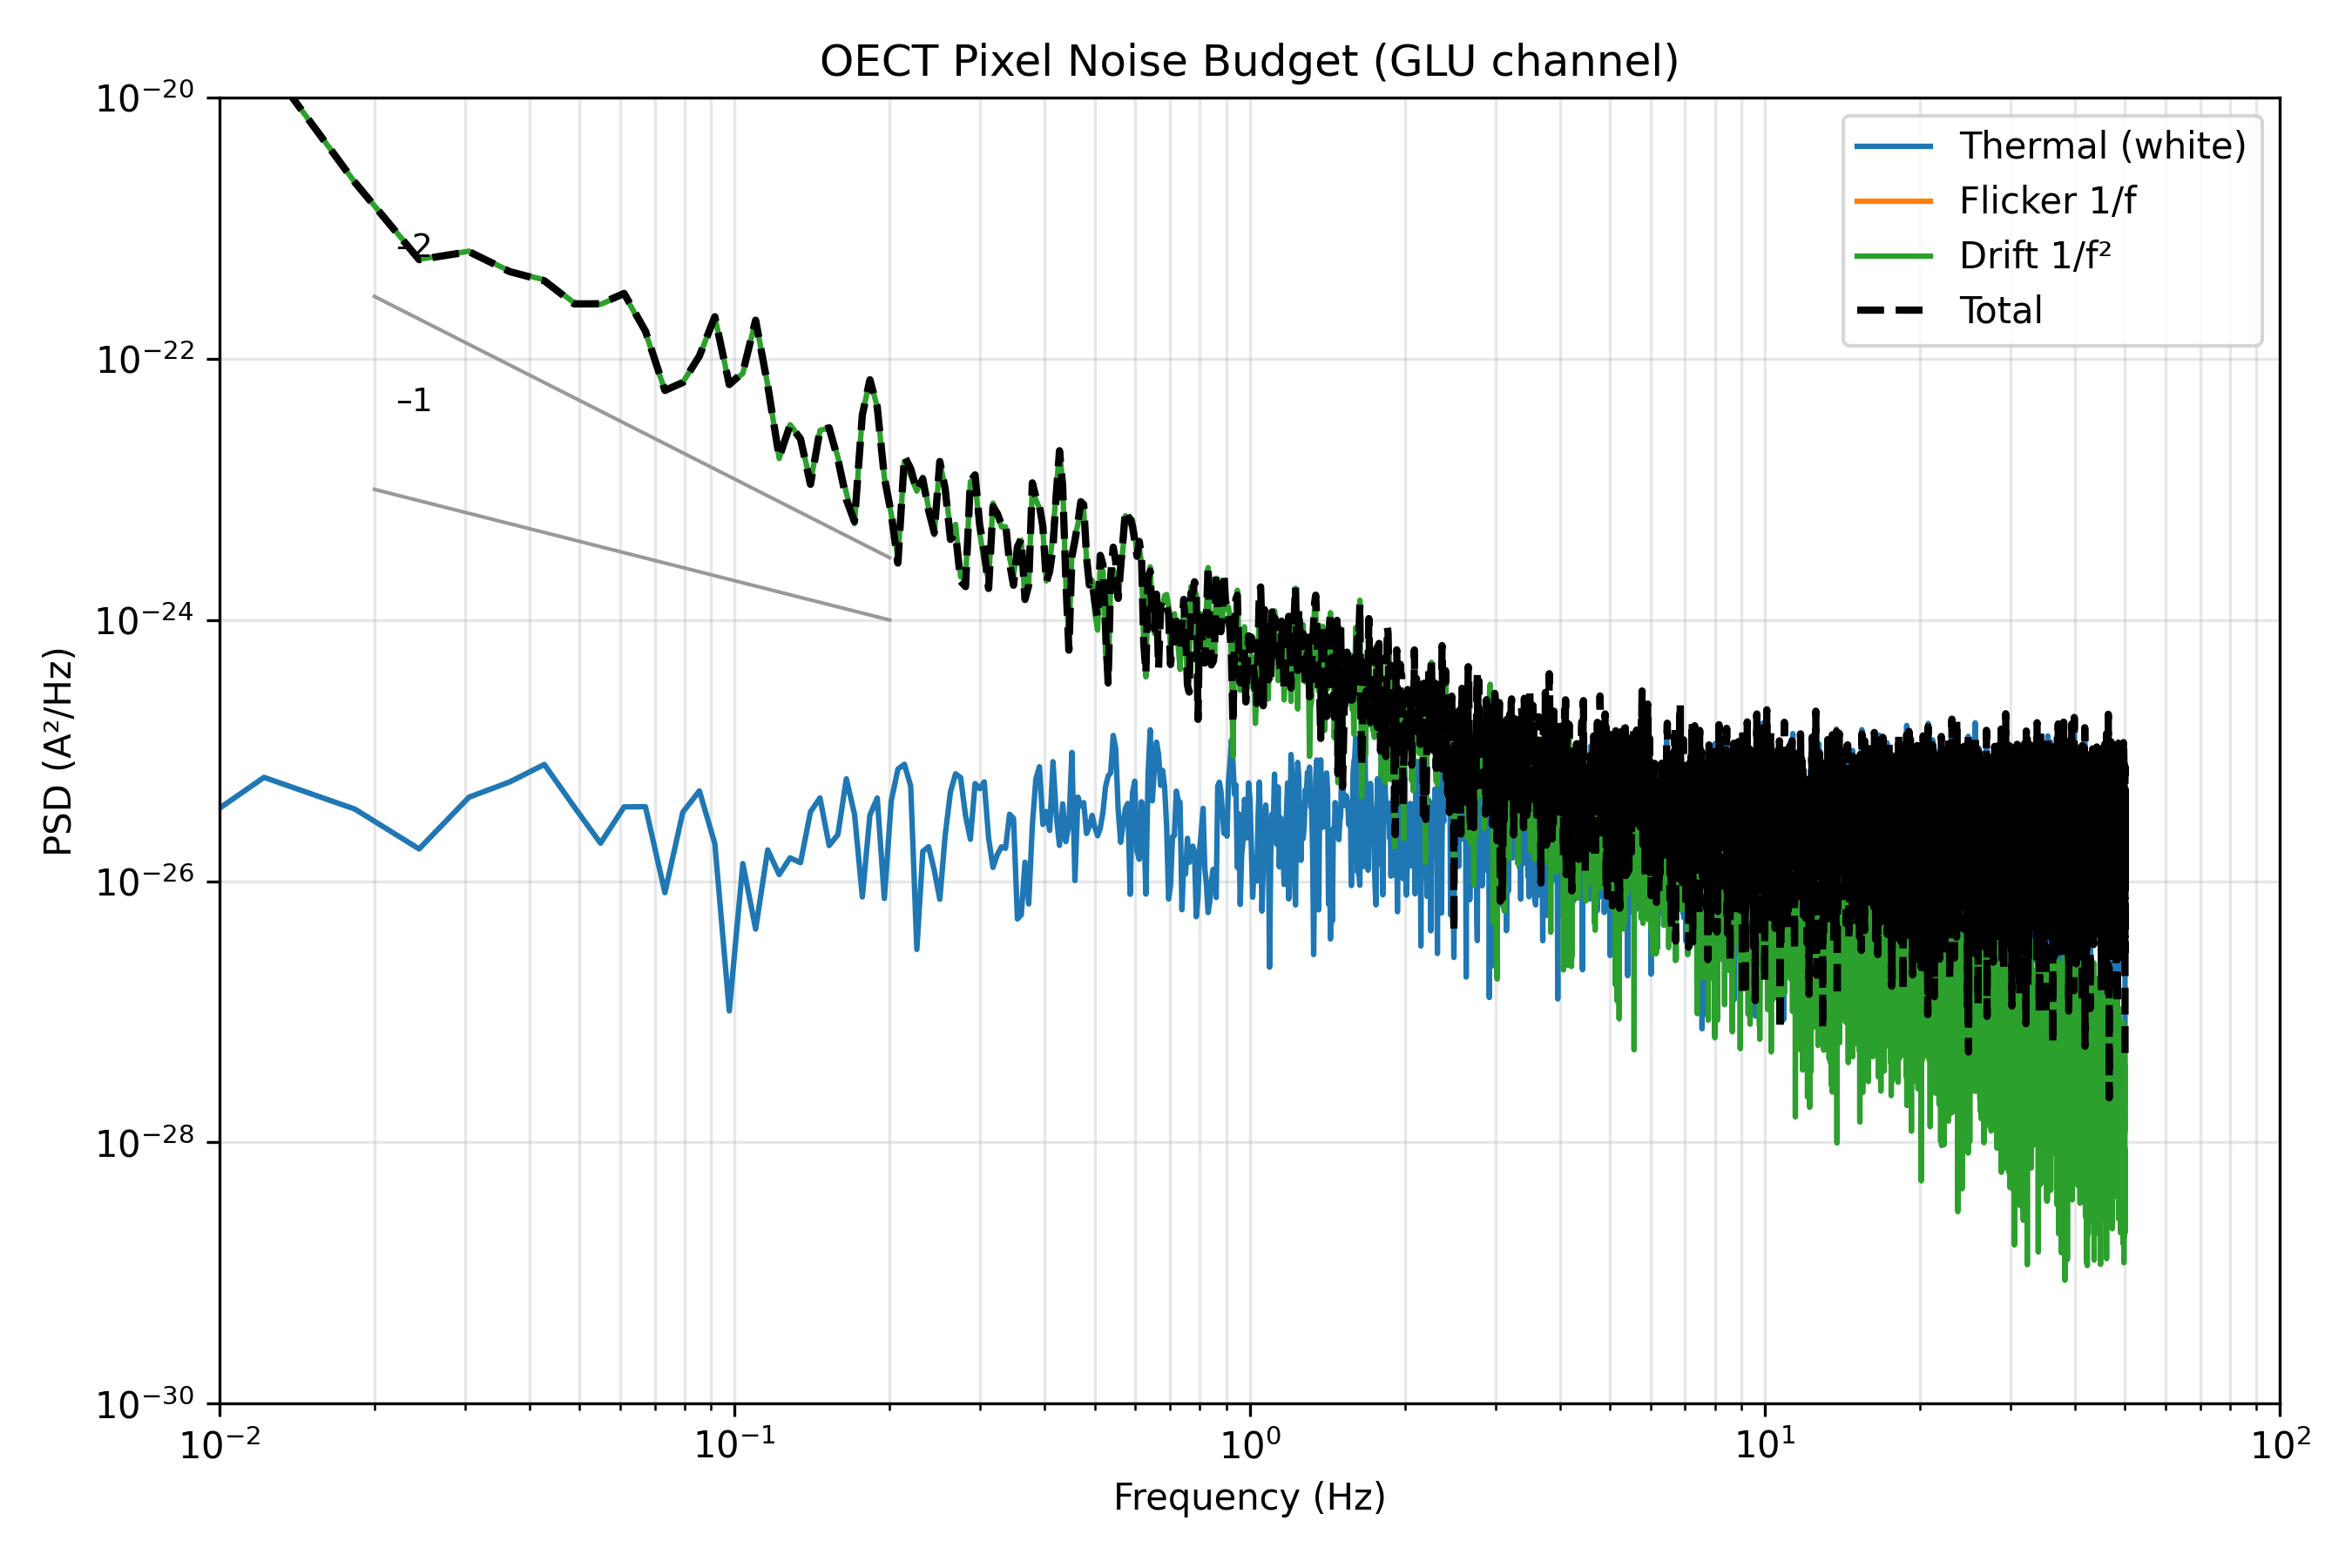 OECT Pixel Noise Budget (GLU channel)
10⁻²⁰
10⁻²²
10⁻²⁴
10⁻²⁶
10⁻²⁸
10⁻³⁰
PSD (A²/Hz)
Thermal (white)
Flicker 1/f
Drift 1/f²
Total
–2
–1
10⁻²
10⁻¹
10⁰
10¹
10²
Frequency (Hz)